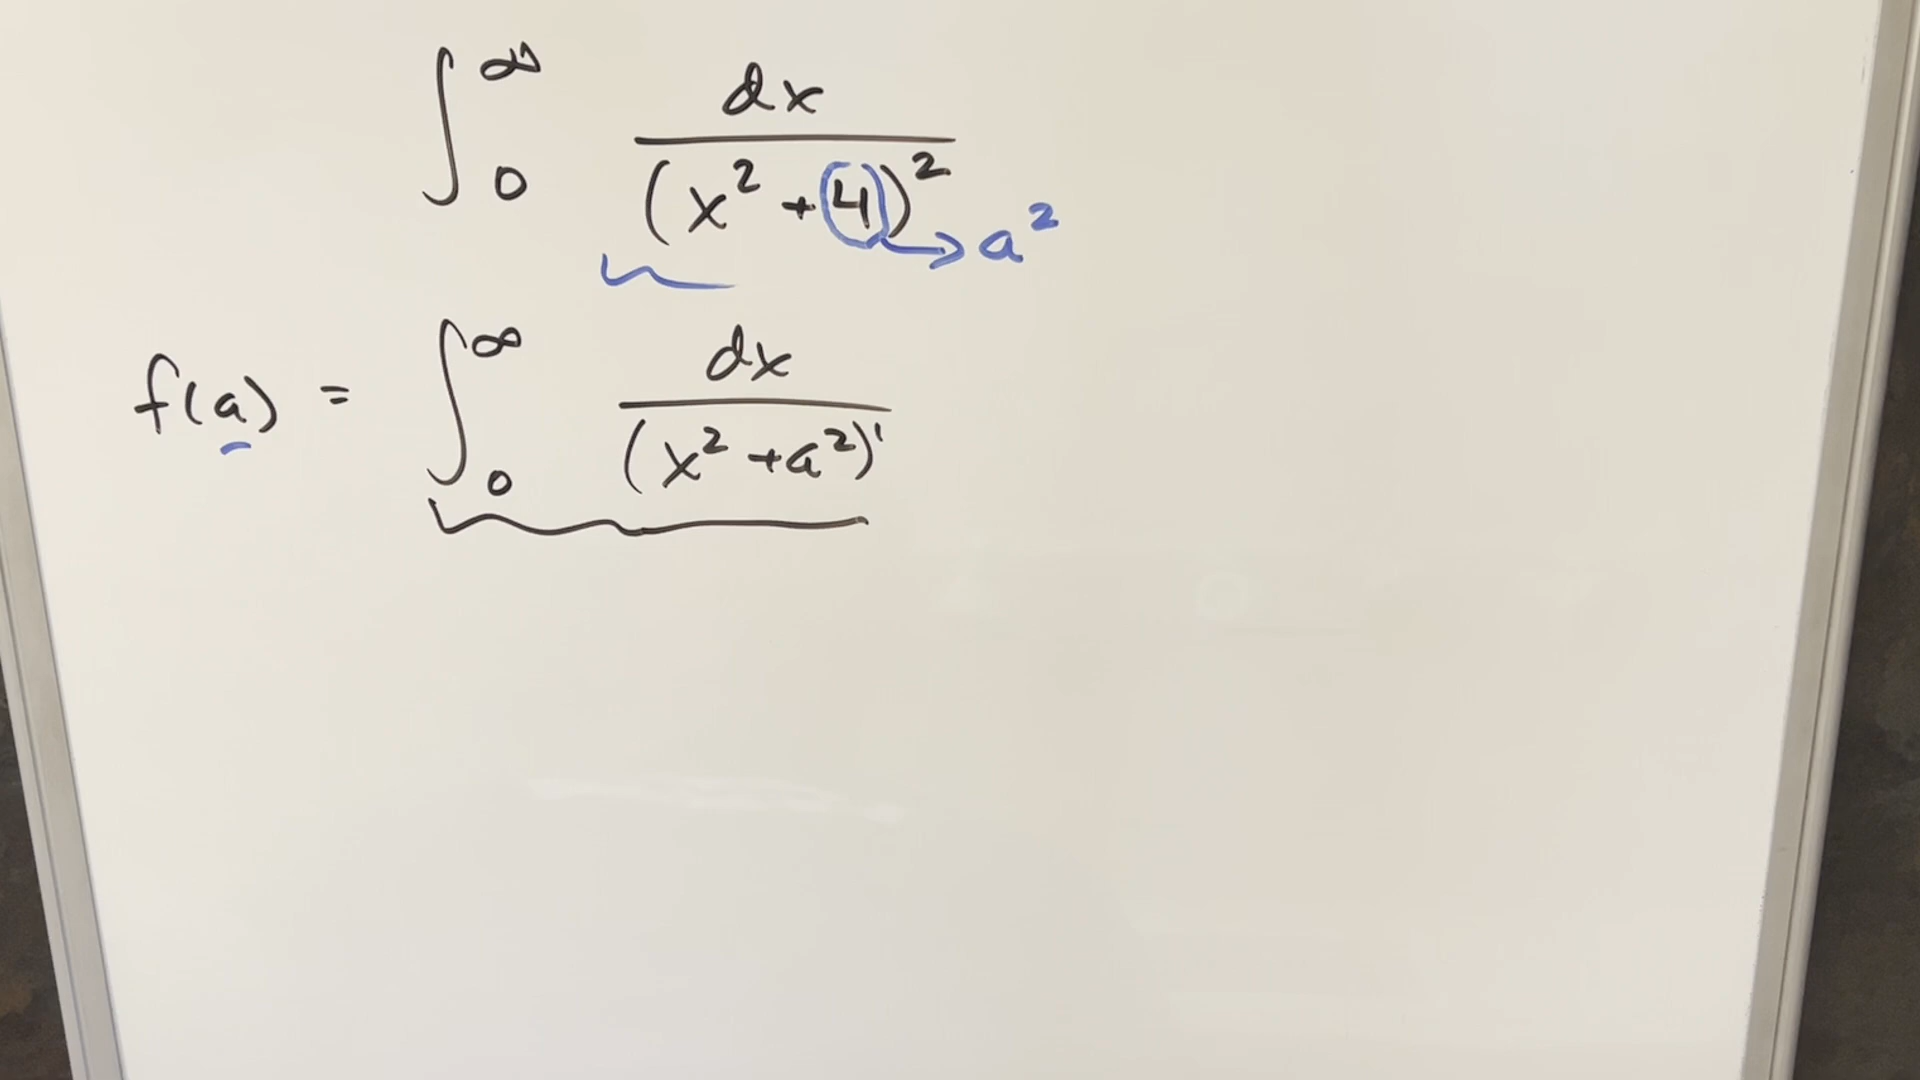 ∫₀^∞ dx / (x² + 4)² → a²
f(a) = ∫₀^∞ dx / (x² + a²)¹